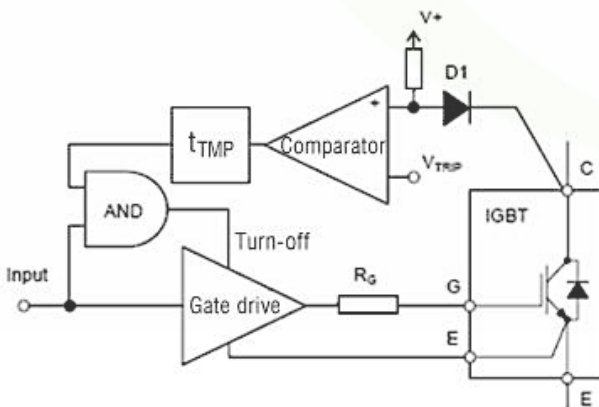 V+
D1
+
tTMP
Comparator
VTRIP
C
AND
IGBT
Turn-off
Input
Gate drive
RG
G
E
E